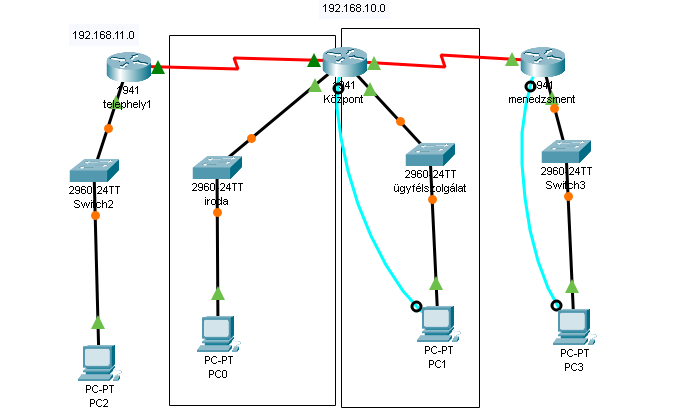 192.168.10.0
192.168.11.0
1941
telephely1
1941
Központ
1941
menedzsment
2960-24TT
Switch2
2960-24TT
iroda
2960-24TT
ügyfélszolgálat
2960-24TT
Switch3
PC-PT
PC2
PC-PT
PC0
PC-PT
PC1
PC-PT
PC3